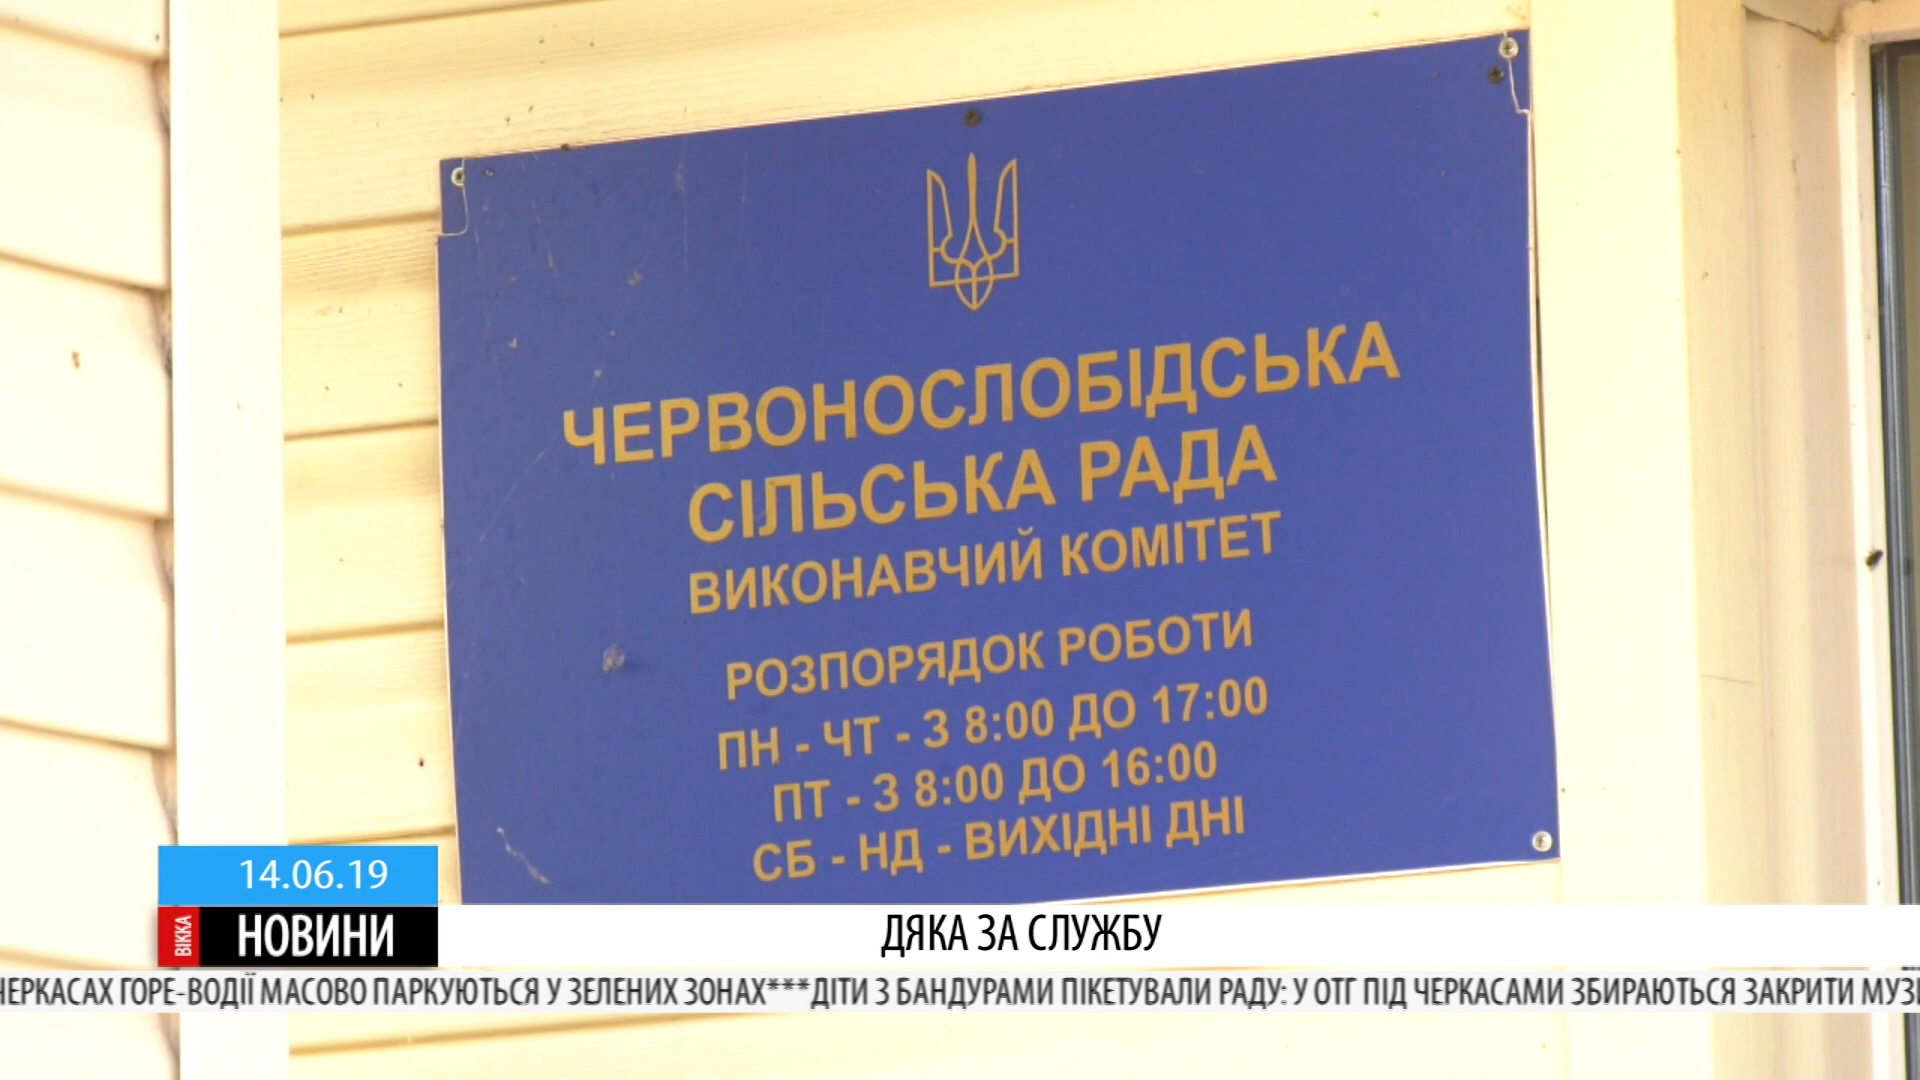 ЧЕРВОНОСЛОБІДСЬКА
СІЛЬСЬКА РАДА
ВИКОНАВЧИЙ КОМІТЕТ
РОЗПОРЯДОК РОБОТИ
ПН - ЧТ - З 8:00 ДО 17:00
ПТ - З 8:00 ДО 16:00
СБ - НД - ВИХІДНІ ДНІ
14.06.19
ВІККА
НОВИНИ
ДЯКА ЗА СЛУЖБУ
ЧЕРКАСАХ ГОРЕ-ВОДІЇ МАСОВО ПАРКУЮТЬСЯ У ЗЕЛЕНИХ ЗОНАХ***ДІТИ З БАНДУРАМИ ПІКЕТУВАЛИ РАДУ: У ОТГ ПІД ЧЕРКАСАМИ ЗБИРАЮТЬСЯ ЗАКРИТИ